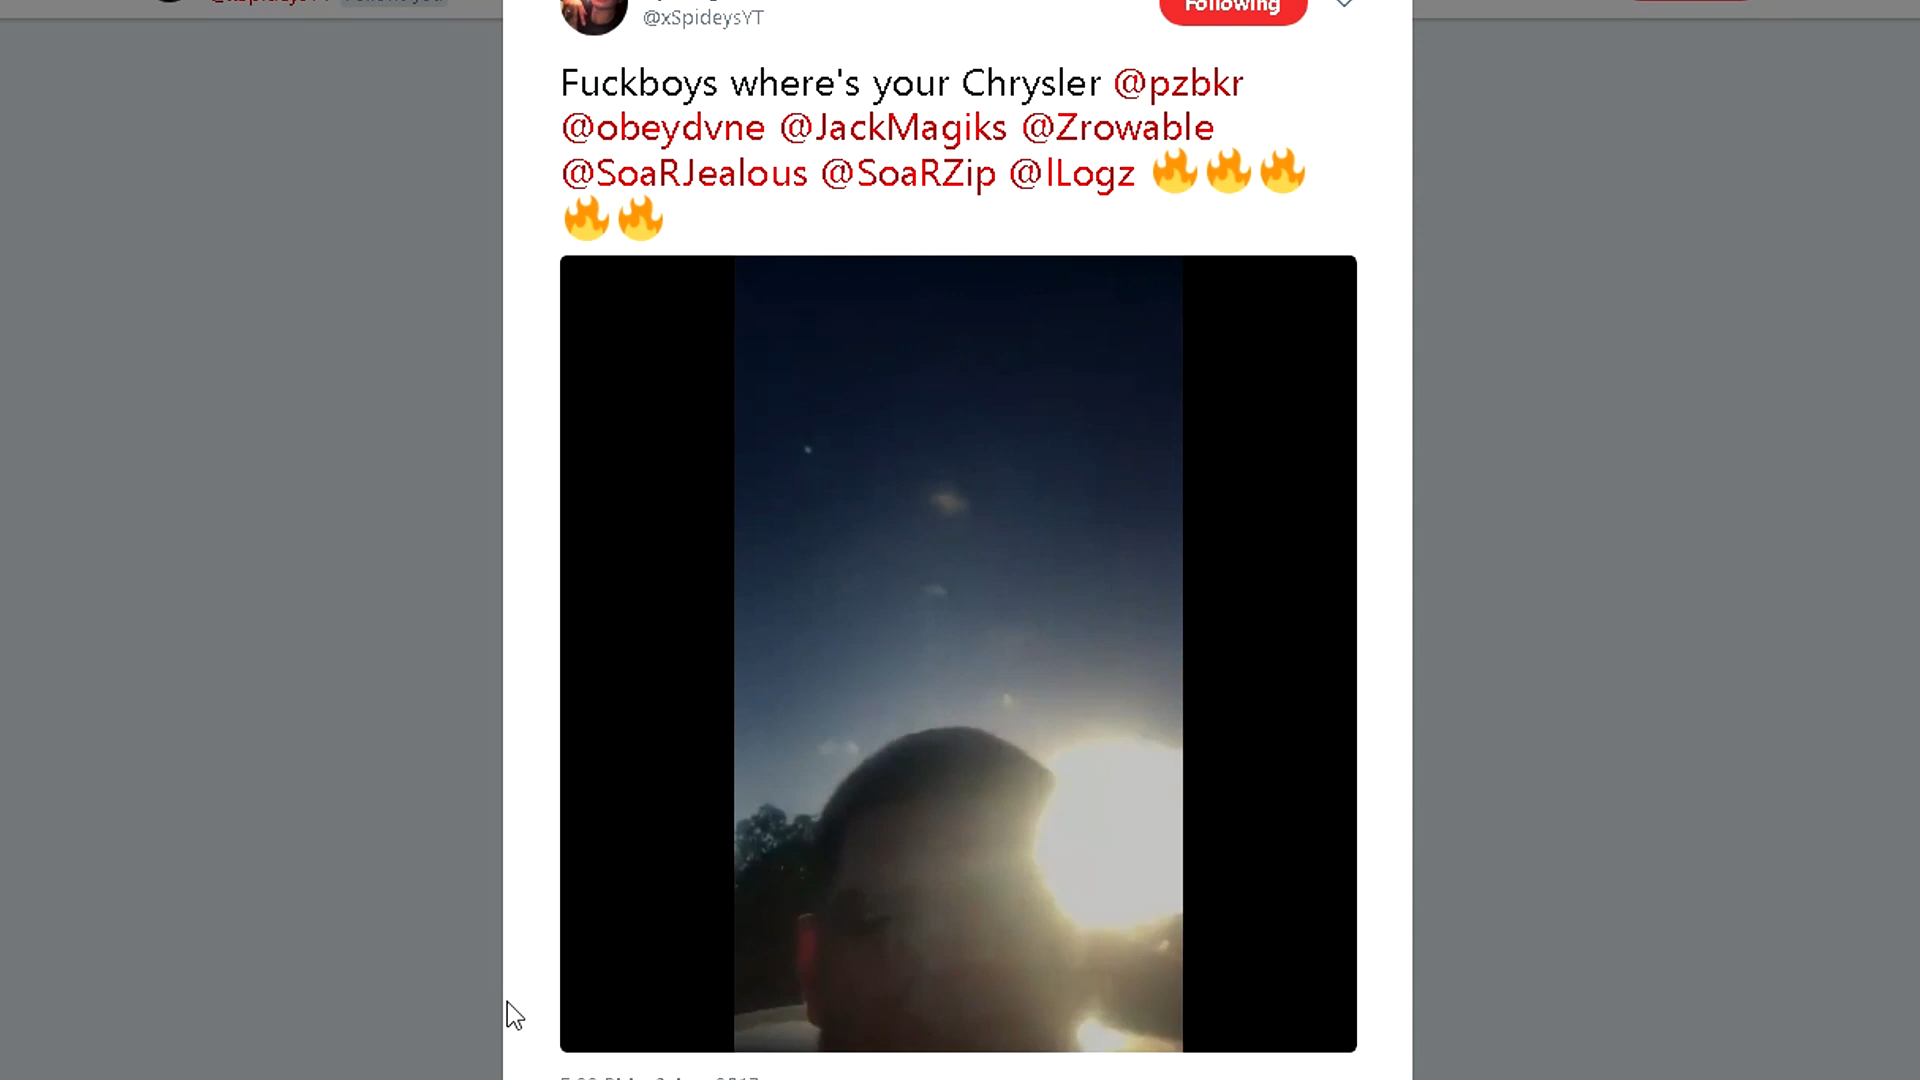 @xSpideysYT
Following
Fuckboys where's your Chrysler @pzbkr
@obeydvne @JackMagiks @Zrowable
@SoaRJealous @SoaRZip @lLogz 🔥🔥🔥
🔥🔥